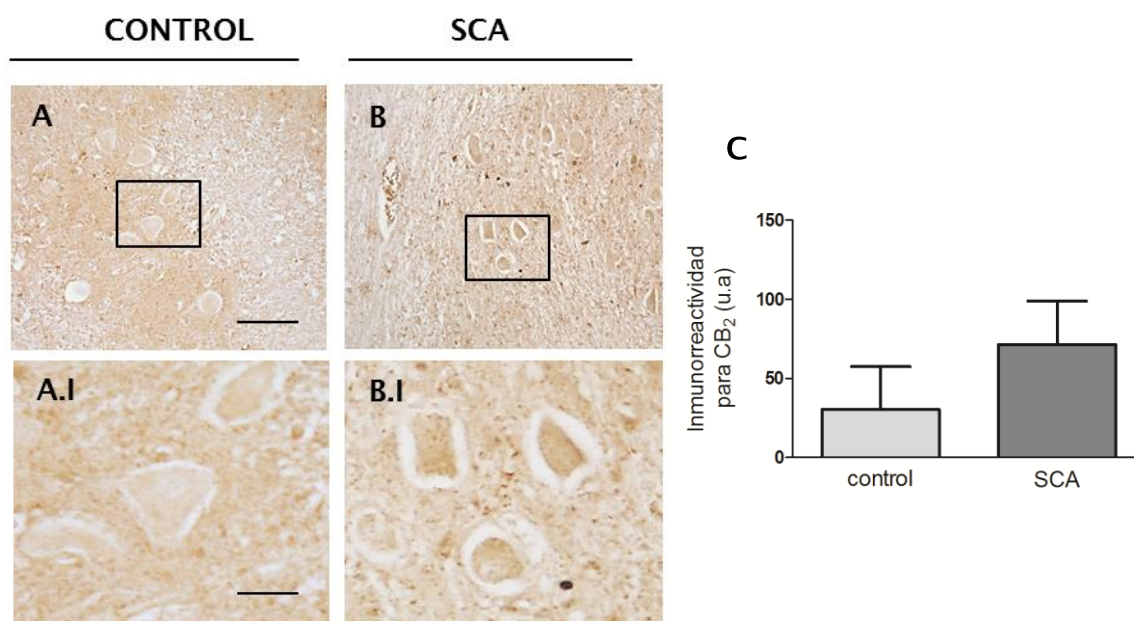 CONTROL
SCA
A
B
A.I
B.I
C
Inmunorreactividad
para CB₂ (u.a)
150
100
50
0
control
SCA